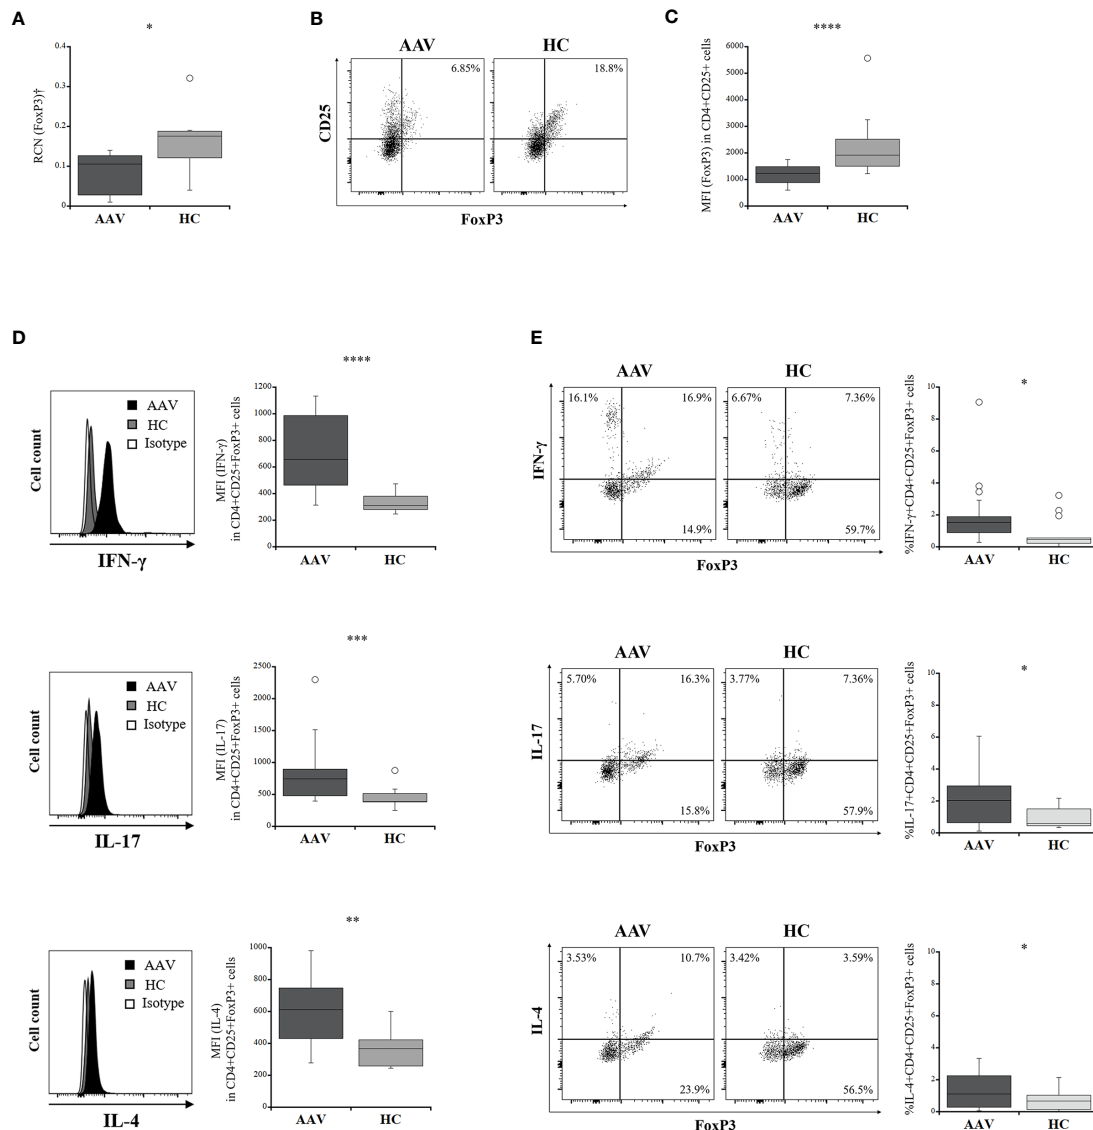 A
*
RCN (FoxP3)†
0.4
0.3
0.2
0.1
0
AAV
HC
B
AAV
HC
6.85%
18.8%
CD25
FoxP3
C
****
MFI (FoxP3) in CD4+CD25+ cells
6000
5000
4000
3000
2000
1000
0
AAV
HC
D
Cell count
AAV
HC
Isotype
IFN-γ
****
MFI (IFN-γ)
in CD4+CD25+FoxP3+ cells
1200
1000
800
600
400
200
0
AAV
HC
Cell count
AAV
HC
Isotype
IL-17
***
MFI (IL-17)
in CD4+CD25+FoxP3+ cells
2500
2000
1500
1000
500
0
AAV
HC
Cell count
AAV
HC
Isotype
IL-4
**
MFI (IL-4)
in CD4+CD25+FoxP3+ cells
1000
800
600
400
200
0
AAV
HC
E
AAV
HC
16.1%
16.9%
14.9%
6.67%
7.36%
59.7%
IFN-γ
FoxP3
*
%IFN-γ+CD4+CD25+FoxP3+ cells
10
8
6
4
2
0
AAV
HC
AAV
HC
5.70%
16.3%
15.8%
3.77%
7.36%
57.9%
IL-17
FoxP3
*
%IL-17+CD4+CD25+FoxP3+ cells
10
8
6
4
2
0
AAV
HC
AAV
HC
3.53%
10.7%
23.9%
3.42%
3.59%
56.5%
IL-4
FoxP3
*
%IL-4+CD4+CD25+FoxP3+ cells
10
8
6
4
2
0
AAV
HC